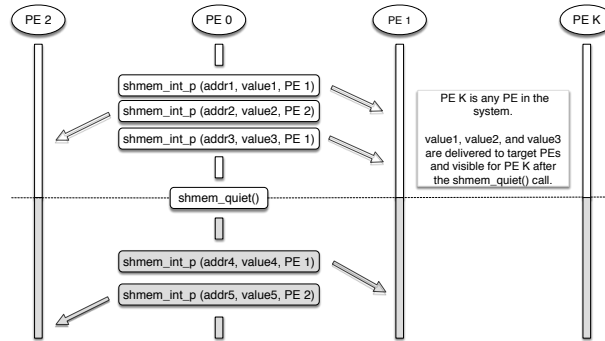 PE 2
PE 0
PE 1
PE K
shmem_int_p (addr1, value1, PE 1)
shmem_int_p (addr2, value2, PE 2)
shmem_int_p (addr3, value3, PE 1)
PE K is any PE in the
system.
value1, value2, and value3
are delivered to target PEs
and visible for PE K after
the shmem_quiet() call.
shmem_quiet()
shmem_int_p (addr4, value4, PE 1)
shmem_int_p (addr5, value5, PE 2)